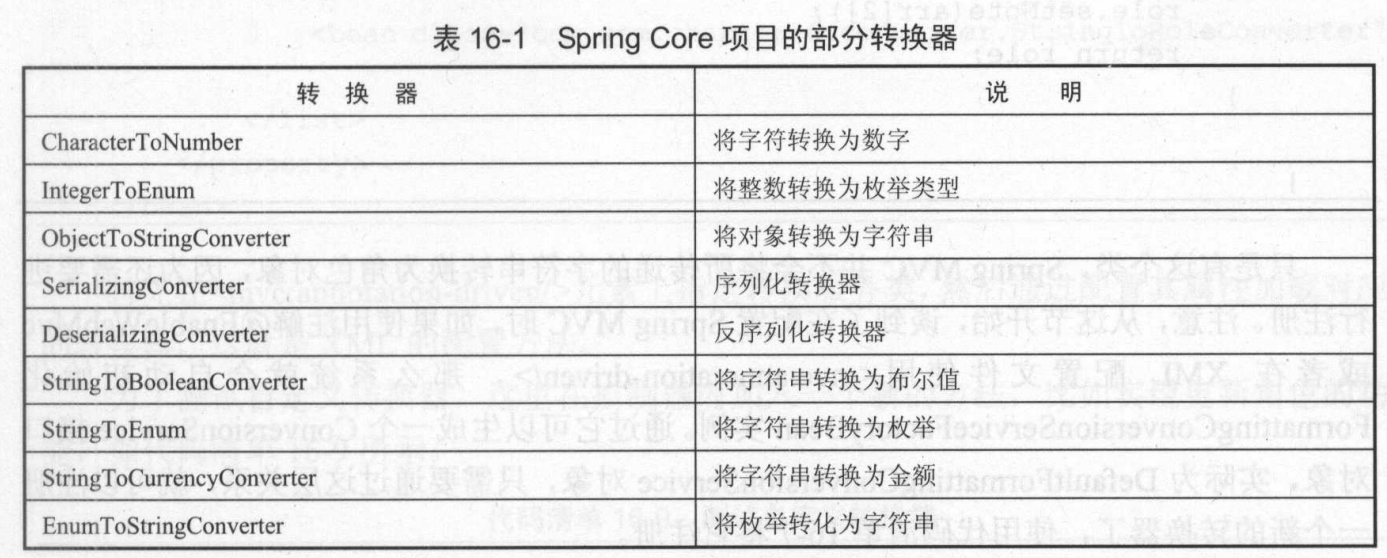 表 16-1 Spring Core 项目的部分转换器
转 换 器 说 明
CharacterToNumber 将字符转换为数字
IntegerToEnum 将整数转换为枚举类型
ObjectToStringConverter 将对象转换为字符串
SerializingConverter 序列化转换器
DeserializingConverter 反序列化转换器
StringToBooleanConverter 将字符串转换为布尔值
StringToEnum 将字符串转换为枚举
StringToCurrencyConverter 将字符串转换为金额
EnumToStringConverter 将枚举转化为字符串